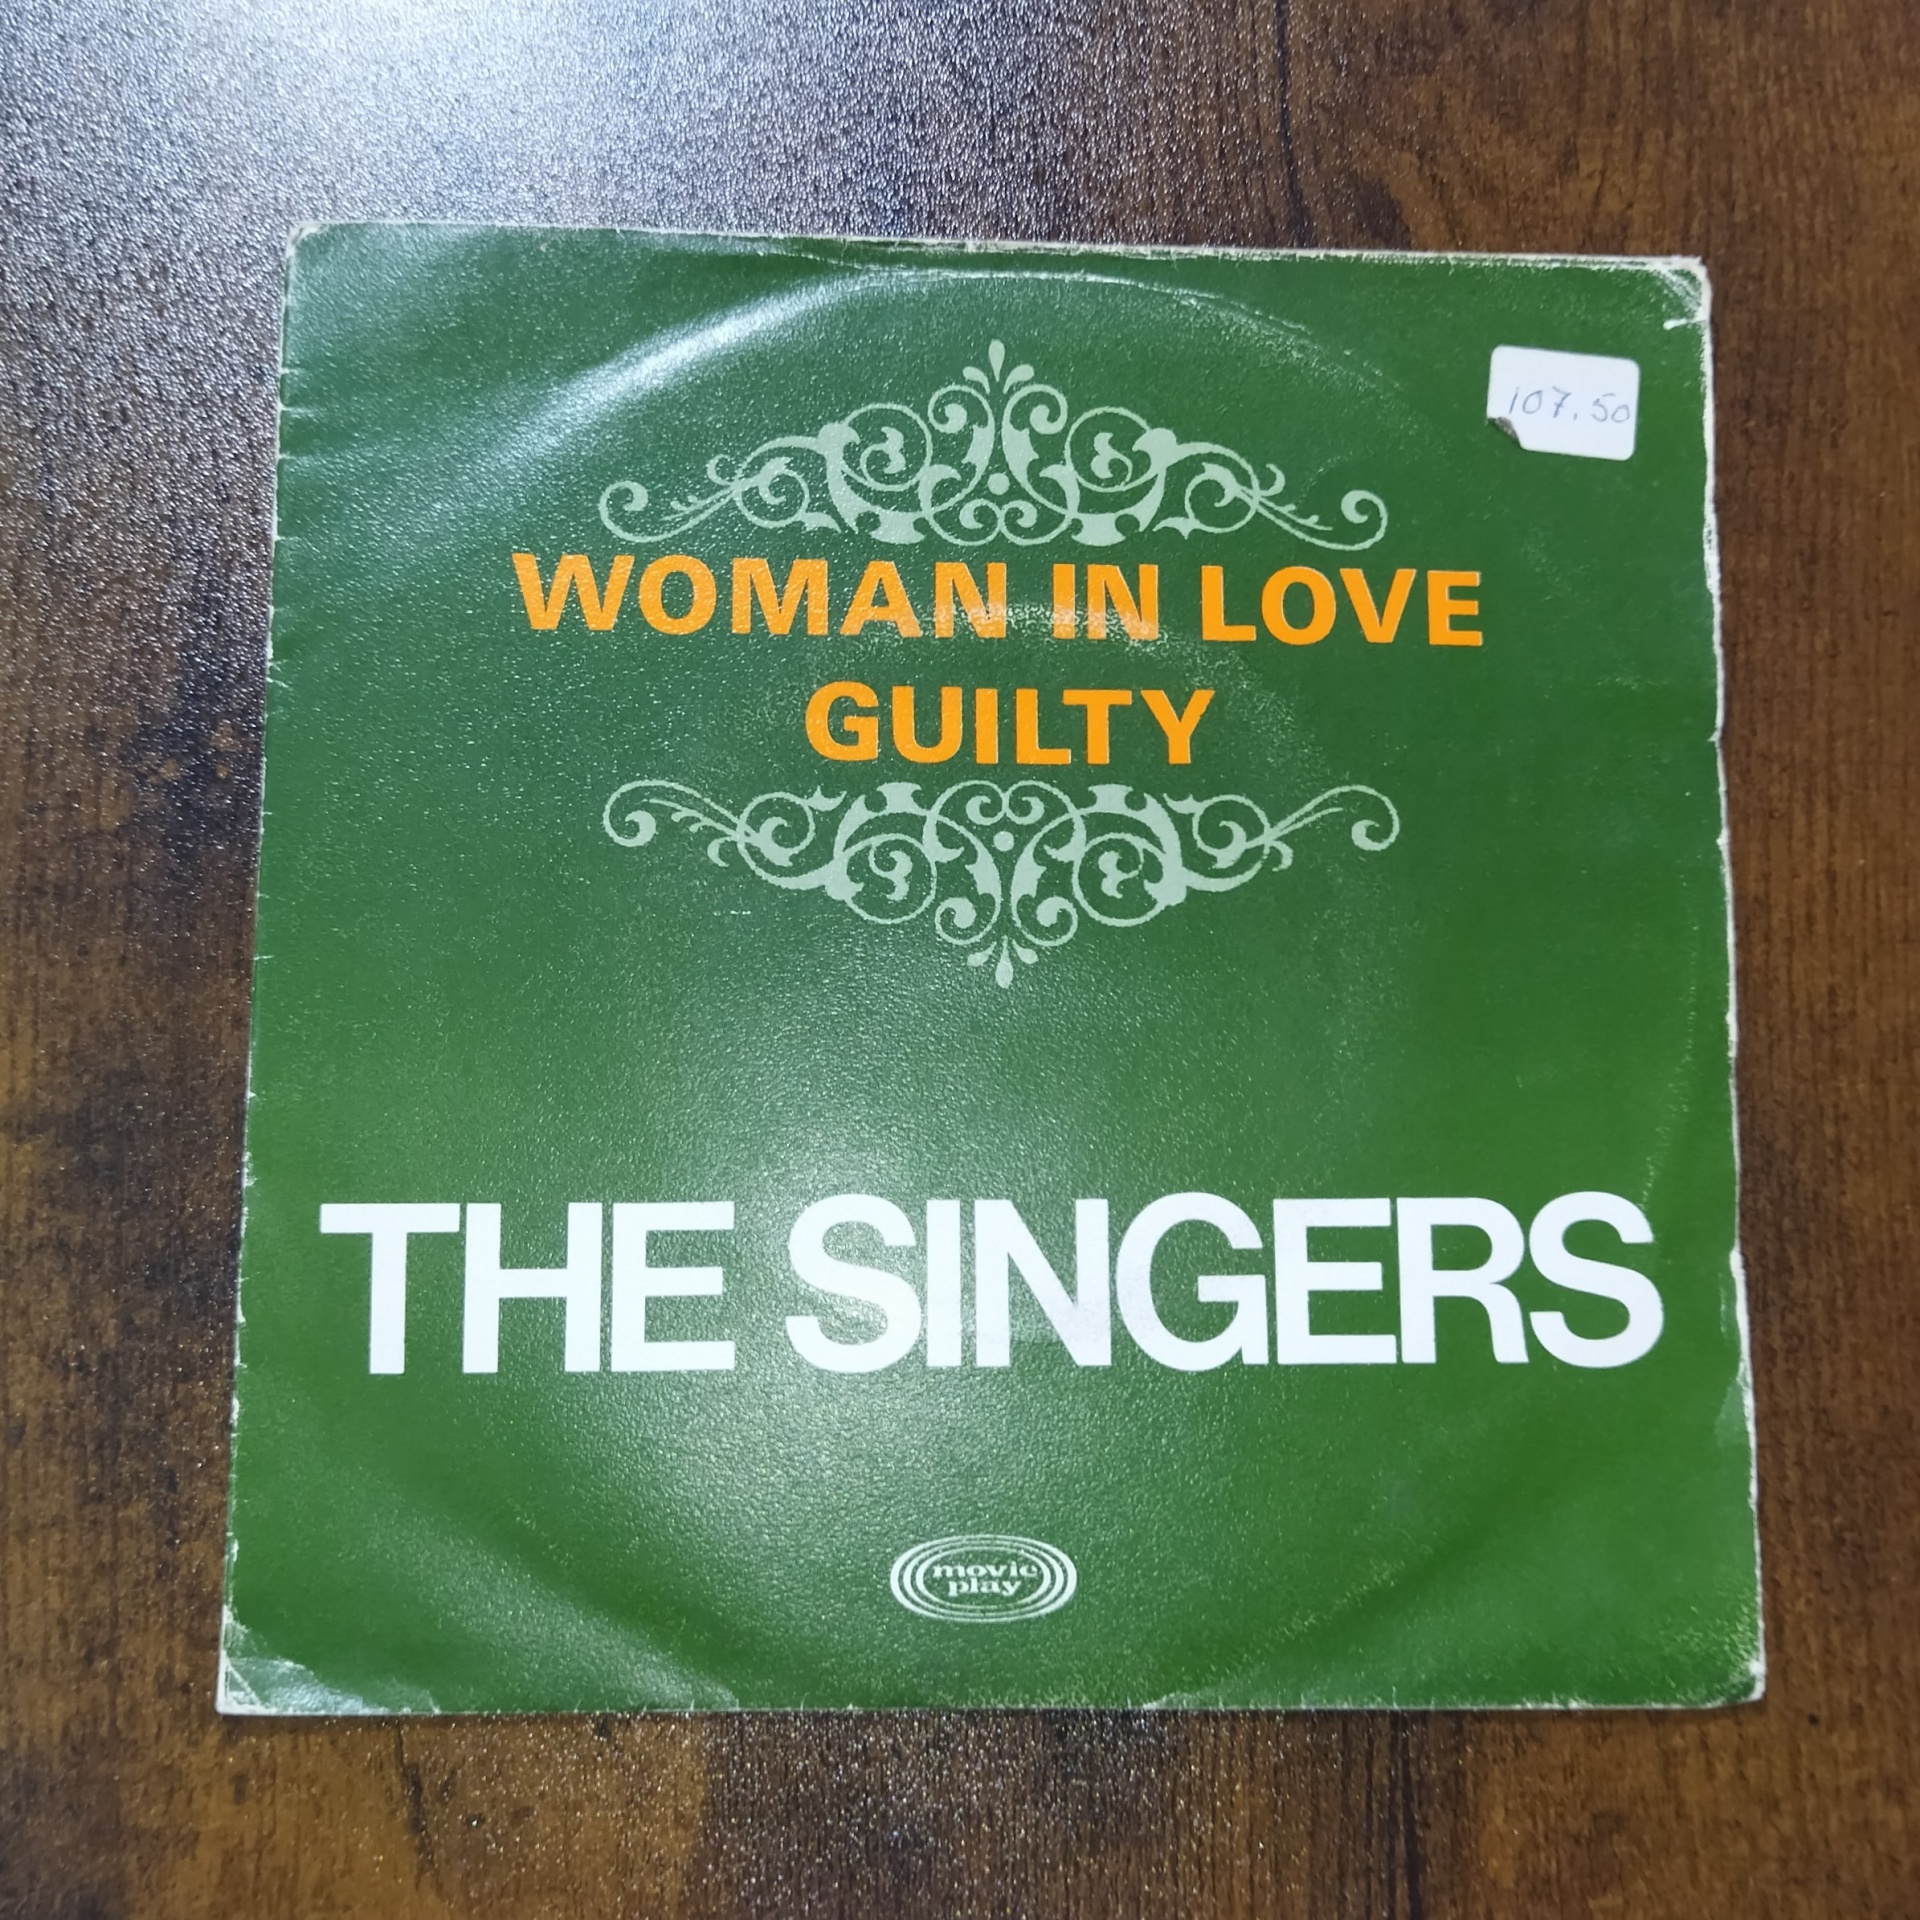 107.50
WOMAN IN LOVE
GUILTY
THE SINGERS
movie
play